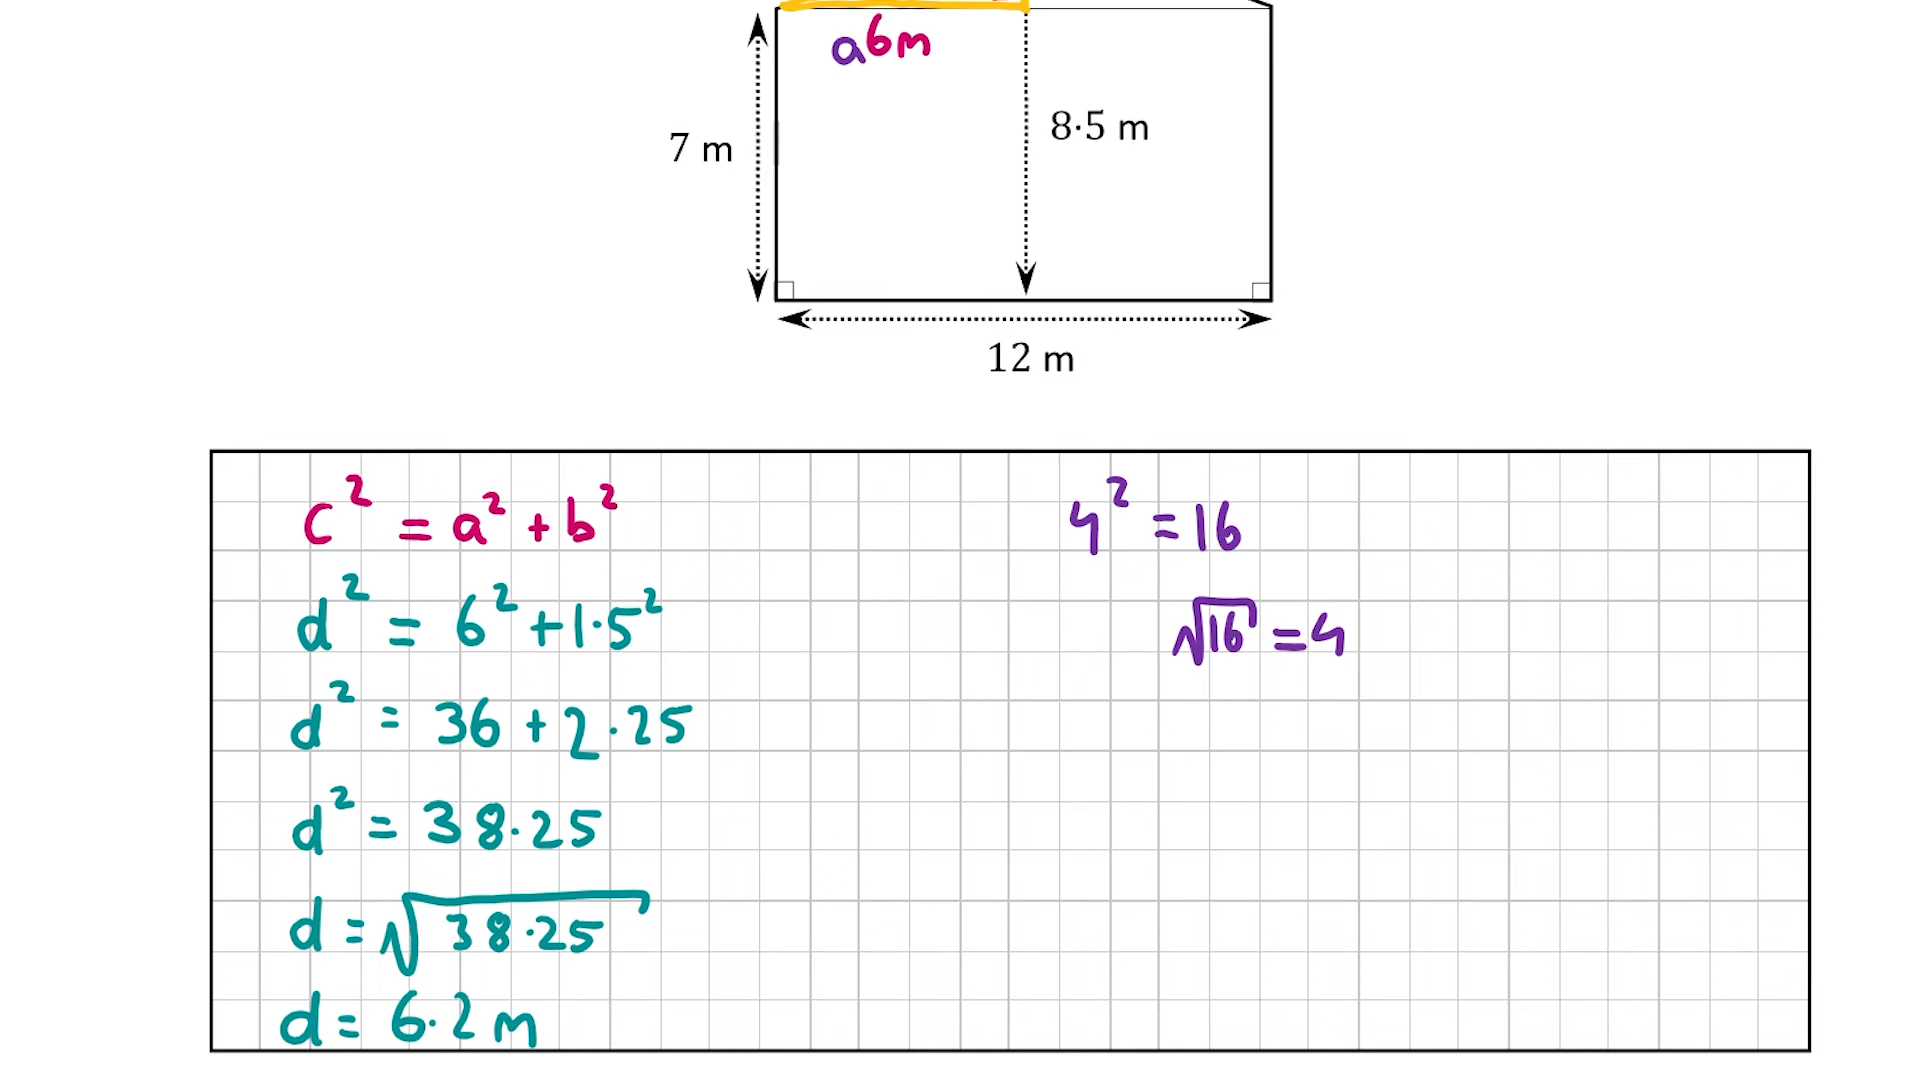 a6m
7 m
8·5 m
12 m
c² = a² + b²
d² = 6² + 1·5²
d² = 36 + 2·25
d² = 38·25
d = √38·25
d = 6·2 m
4² = 16
√16 = 4